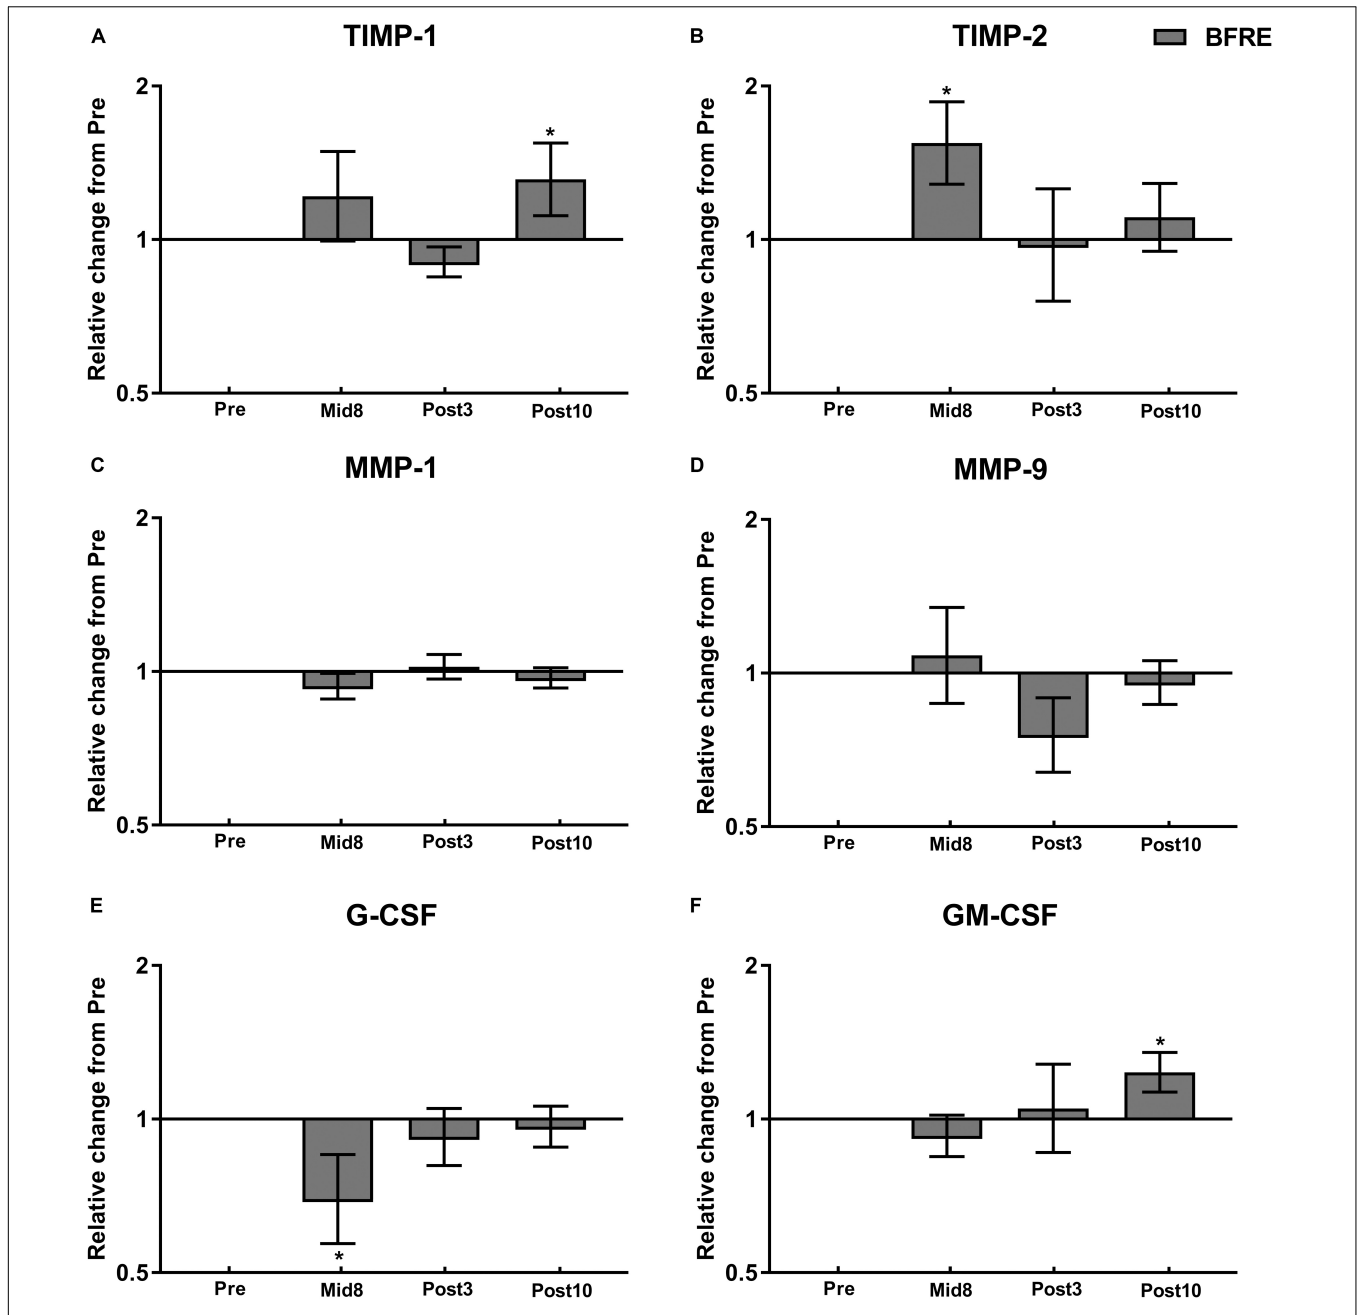 A
TIMP-1
Relative change from Pre
2
*
1
0.5
Pre
Mid8
Post3
Post10
B
TIMP-2
BFRE
Relative change from Pre
2
*
1
0.5
Pre
Mid8
Post3
Post10
C
MMP-1
Relative change from Pre
2
1
0.5
Pre
Mid8
Post3
Post10
D
MMP-9
Relative change from Pre
2
1
0.5
Pre
Mid8
Post3
Post10
E
G-CSF
Relative change from Pre
2
1
0.5
*
Pre
Mid8
Post3
Post10
F
GM-CSF
Relative change from Pre
2
*
1
0.5
Pre
Mid8
Post3
Post10